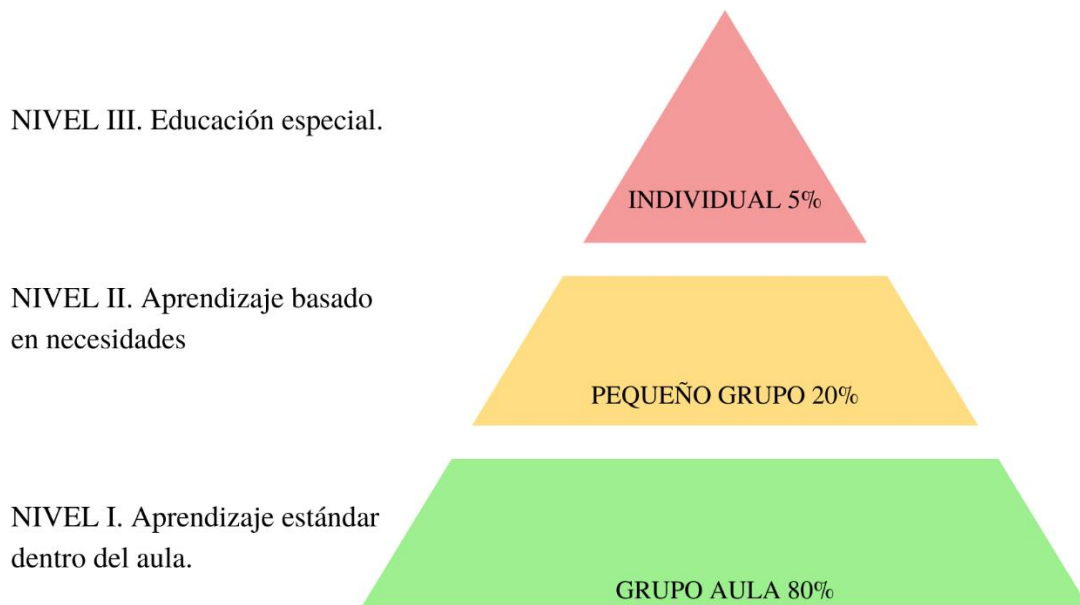 NIVEL III. Educación especial.
INDIVIDUAL 5%
NIVEL II. Aprendizaje basado
en necesidades
PEQUEÑO GRUPO 20%
NIVEL I. Aprendizaje estándar
dentro del aula.
GRUPO AULA 80%